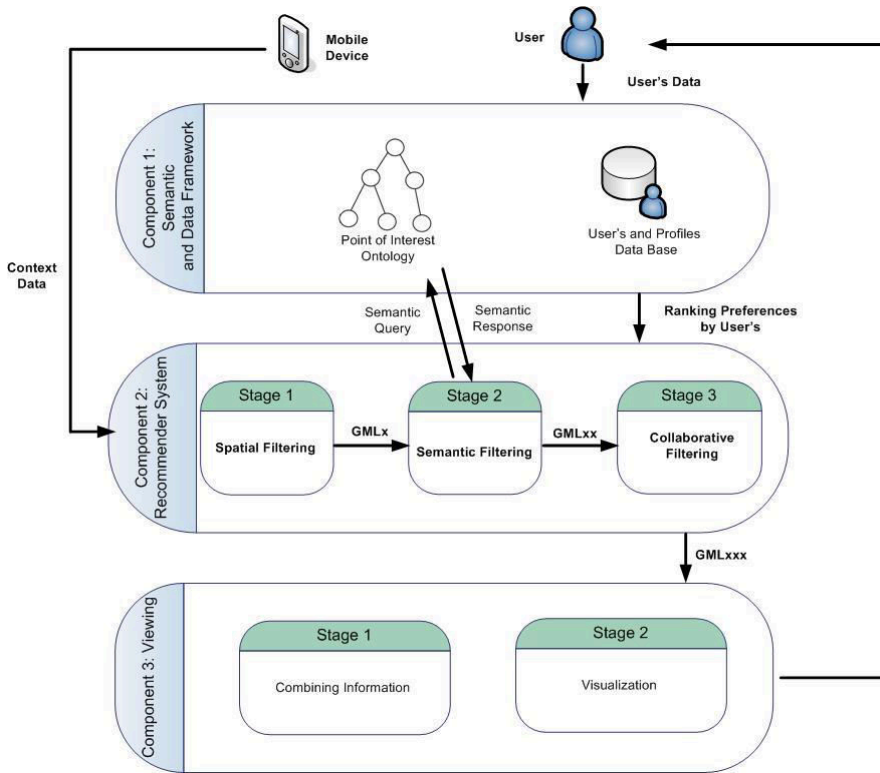 Mobile
Device
User
User's Data
Component 1:
Semantic
and Data Framework
Point of Interest
Ontology
User's and Profiles
Data Base
Context
Data
Semantic
Query
Semantic
Response
Ranking Preferences
by User's
Component 2:
Recommender System
Stage 1
Spatial Filtering
GMLx
Stage 2
Semantic Filtering
GMLxx
Stage 3
Collaborative
Filtering
GMLxxx
Component 3: Viewing
Stage 1
Combining Information
Stage 2
Visualization